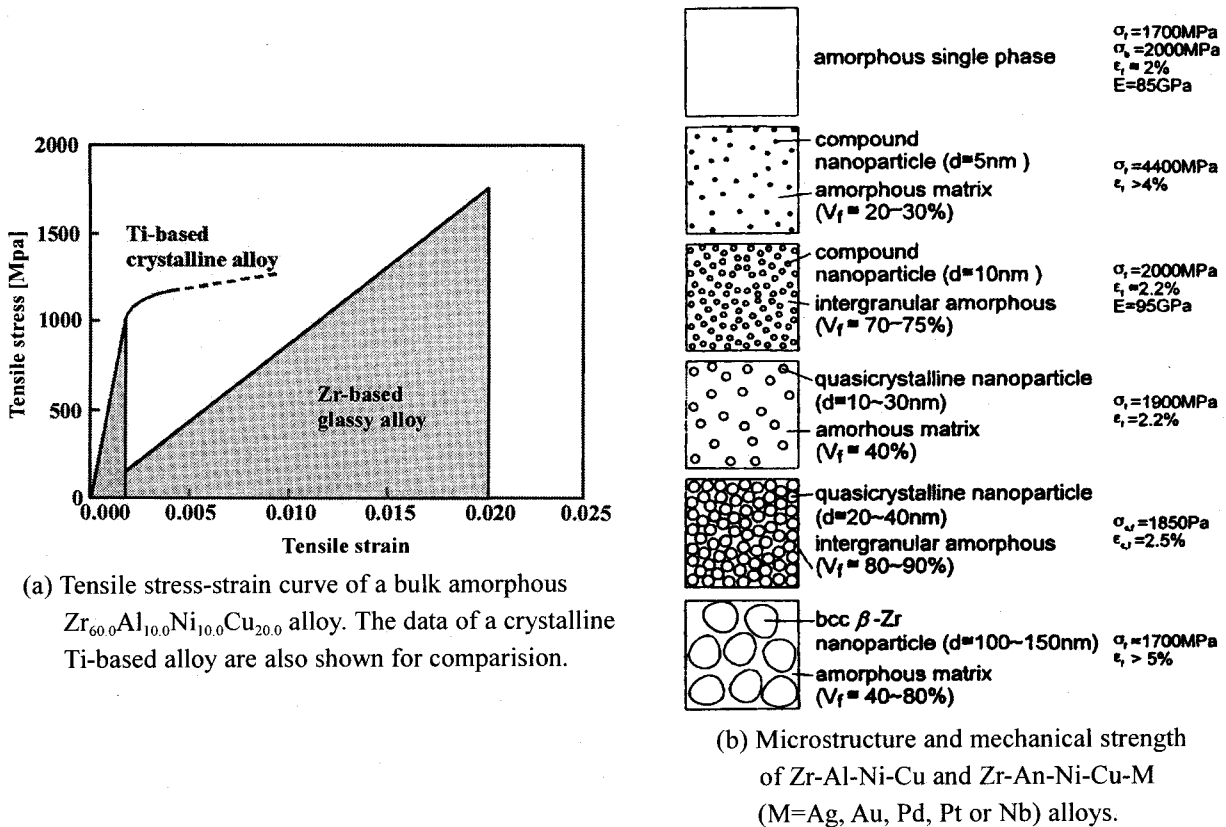 2000
1500
1000
500
0
Tensile stress [Mpa]
Ti-based
crystalline alloy
Zr-based
glassy alloy
0.000 0.005 0.010 0.015 0.020 0.025
Tensile strain
(a) Tensile stress-strain curve of a bulk amorphous
Zr₆₀.₀Al₁₀.₀Ni₁₀.₀Cu₂₀.₀ alloy. The data of a crystalline
Ti-based alloy are also shown for comparision.
amorphous single phase
σf=1700MPa
σb=2000MPa
εf≈2%
E=85GPa
compound
nanoparticle (d≈5nm )
amorphous matrix
(Vf ≈ 20~30%)
σf=4400MPa
εf >4%
compound
nanoparticle (d≈10nm )
intergranular amorphous
(Vf ≈ 70~75%)
σf=2000MPa
εf ≈2.2%
E=95GPa
quasicrystalline nanoparticle
(d≈10~30nm)
amorhous matrix
(Vf ≈ 40%)
σf=1900MPa
εf=2.2%
quasicrystalline nanoparticle
(d≈20~40nm)
intergranular amorphous
(Vf ≈ 80~90%)
σc,f=1850Pa
εc,f=2.5%
bcc β-Zr
nanoparticle (d≈100~150nm)
amorphous matrix
(Vf ≈ 40~80%)
σf≈1700MPa
εf > 5%
(b) Microstructure and mechanical strength
of Zr-Al-Ni-Cu and Zr-An-Ni-Cu-M
(M=Ag, Au, Pd, Pt or Nb) alloys.